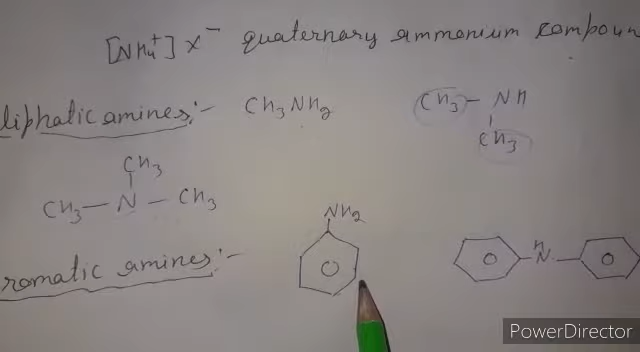 [NH₄⁺] X⁻ quaternary ammonium compoun
liphatic amines:- CH₃NH₂ CH₃ – NH
CH₃
CH₃
CH₃ – N – CH₃
NH₂
romatic amines:-
H
N
PowerDirector